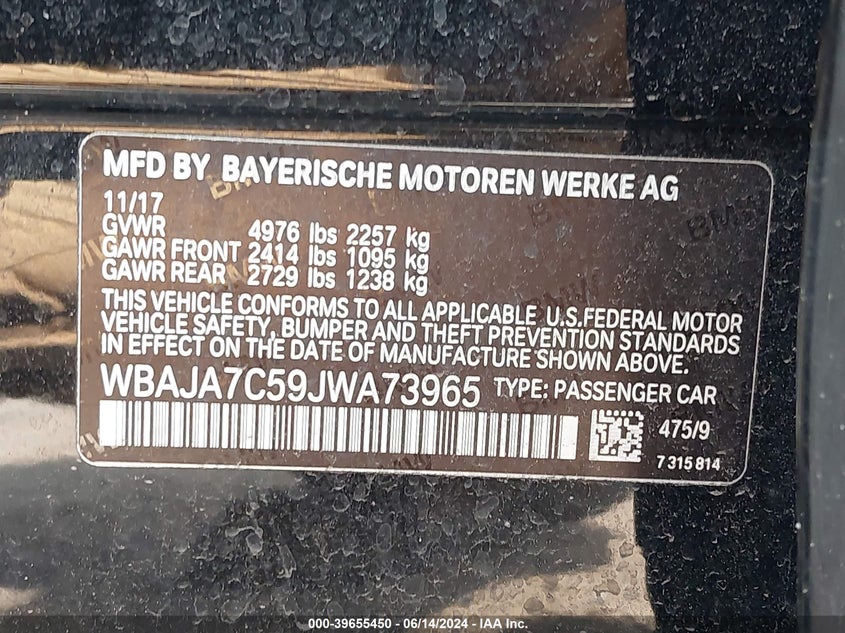 MFD BY BAYERISCHE MOTOREN WERKE AG
11/17
GVWR 4976 lbs 2257 kg
GAWR FRONT 2414 lbs 1095 kg
GAWR REAR 2729 lbs 1238 kg
THIS VEHICLE CONFORMS TO ALL APPLICABLE U.S.FEDERAL MOTOR
VEHICLE SAFETY, BUMPER AND THEFT PREVENTION STANDARDS
IN EFFECT ON THE DATE OF MANUFACTURE SHOWN ABOVE.
WBAJA7C59JWA73965 TYPE: PASSENGER CAR
475/9
7 315 814
000-39655450 - 06/14/2024 - IAA Inc.